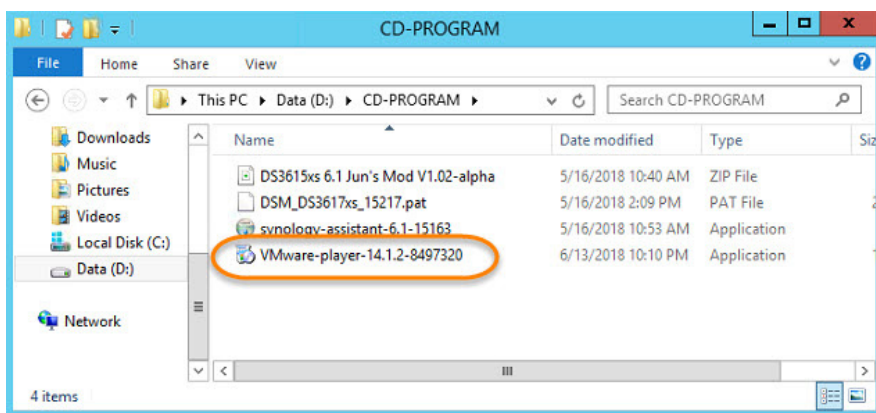 CD-PROGRAM
File Home Share View
This PC Data (D:) CD-PROGRAM Search CD-PROGRAM
Downloads
Music
Pictures
Videos
Local Disk (C:)
Data (D:)
Network
Name Date modified Type Siz
DS3615xs 6.1 Jun's Mod V1.02-alpha 5/16/2018 10:40 AM ZIP File
DSM_DS3617xs_15217.pat 5/16/2018 2:09 PM PAT File 2
synology-assistant-6.1-15163 5/16/2018 10:53 AM Application
VMware-player-14.1.2-8497320 6/13/2018 10:10 PM Application 1
4 items